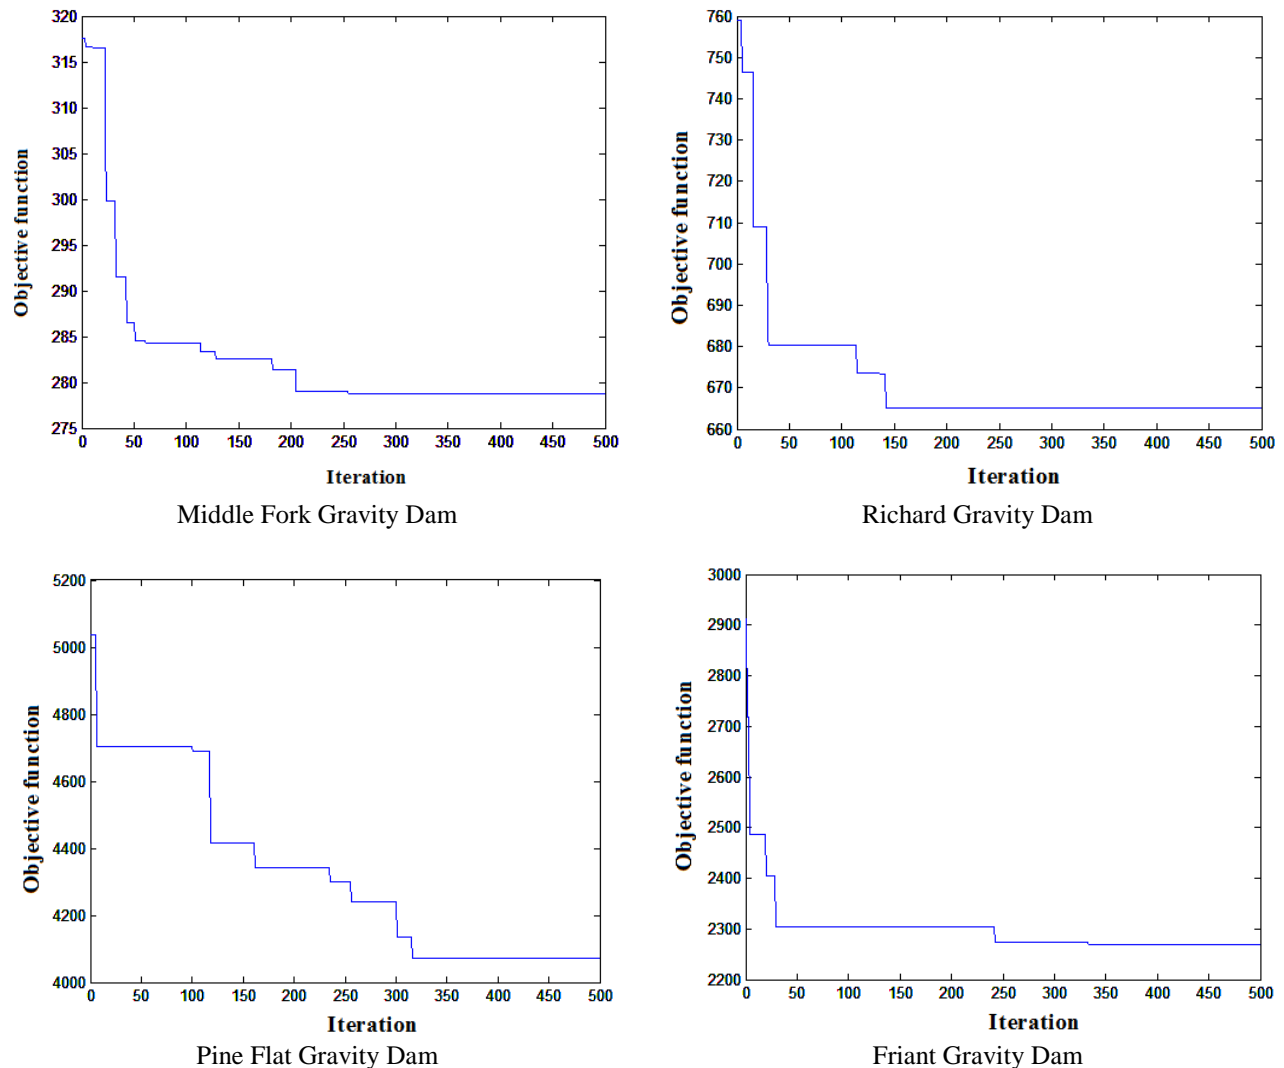 320
315
310
305
300
295
290
285
280
275
Objective function
0 50 100 150 200 250 300 350 400 450 500
Iteration
Middle Fork Gravity Dam
760
750
740
730
720
710
700
690
680
670
660
Objective function
0 50 100 150 200 250 300 350 400 450 500
Iteration
Richard Gravity Dam
5200
5000
4800
4600
4400
4200
4000
Objective function
0 50 100 150 200 250 300 350 400 450 500
Iteration
Pine Flat Gravity Dam
3000
2900
2800
2700
2600
2500
2400
2300
2200
Objective function
0 50 100 150 200 250 300 350 400 450 500
Iteration
Friant Gravity Dam